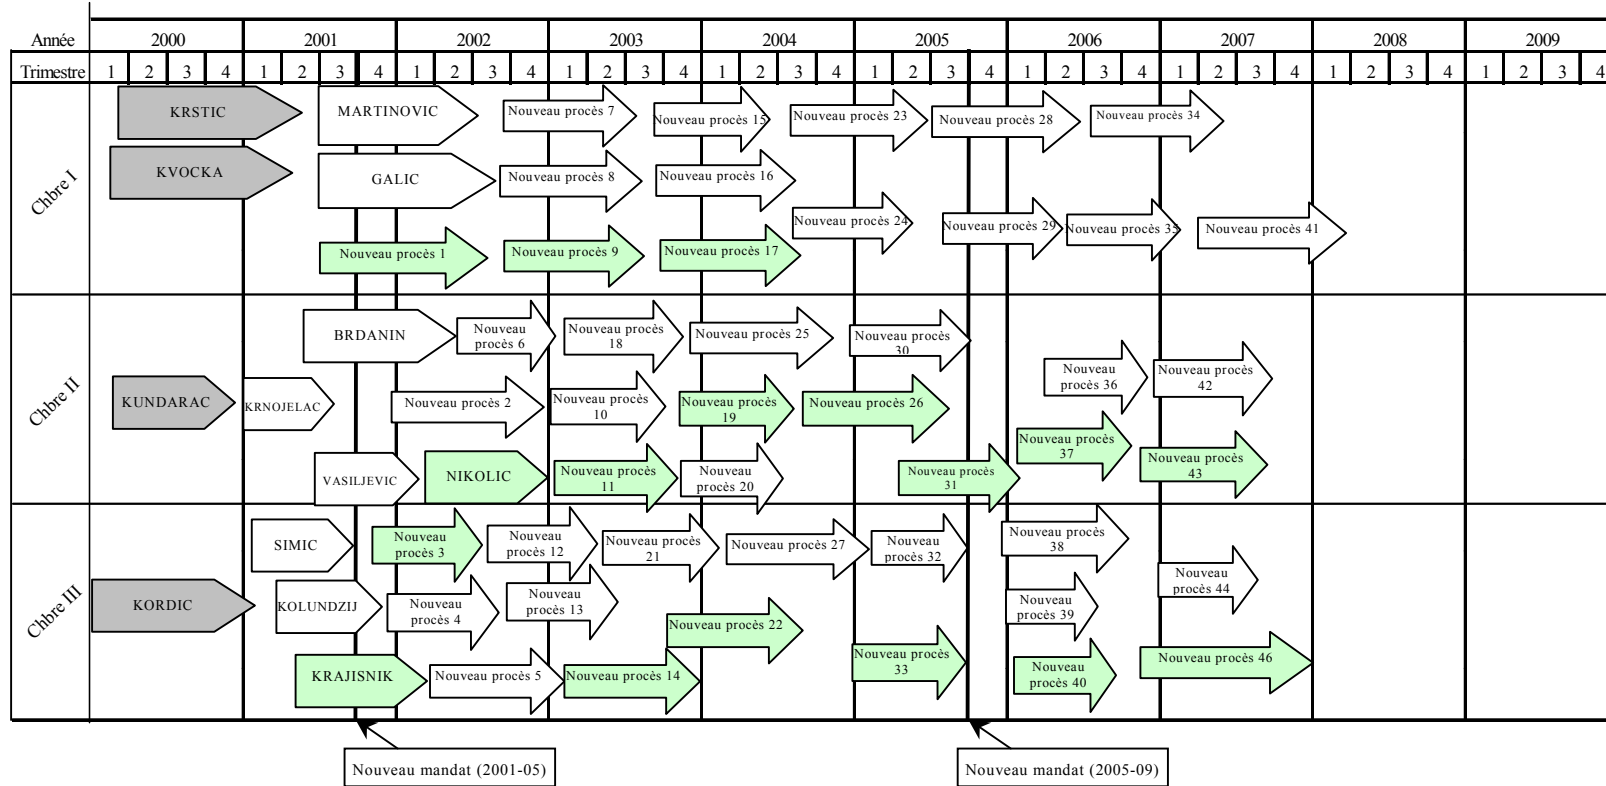 Année 2000 2001 2002 2003 2004 2005 2006 2007 2008 2009
Trimestre 1 2 3 4 1 2 3 4 1 2 3 4 1 2 3 4 1 2 3 4 1 2 3 4 1 2 3 4 1 2 3 4 1 2 3 4 1 2 3 4
Chbre I
KRSTIC
MARTINOVIC
Nouveau procès 7
Nouveau procès 15
Nouveau procès 23
Nouveau procès 28
Nouveau procès 34
KVOCKA
GALIC
Nouveau procès 8
Nouveau procès 16
Nouveau procès 24
Nouveau procès 29
Nouveau procès 35
Nouveau procès 41
Nouveau procès 1
Nouveau procès 9
Nouveau procès 17
Chbre II
BRDANIN
Nouveau
procès 6
Nouveau procès
18
Nouveau procès 25
Nouveau procès
30
Nouveau
procès 36
Nouveau procès
42
KUNDARAC
KRNOJELAC
Nouveau procès 2
Nouveau procès
10
Nouveau procès
19
Nouveau procès 26
Nouveau procès
37
Nouveau procès
43
VASILJEVIC
NIKOLIC
Nouveau procès
11
Nouveau
procès 20
Nouveau procès
31
Chbre III
SIMIC
Nouveau
procès 3
Nouveau
procès 12
Nouveau procès
21
Nouveau procès 27
Nouveau
procès 32
Nouveau procès
38
Nouveau
procès 44
KORDIC
KOLUNDZIJ
Nouveau
procès 4
Nouveau
procès 13
Nouveau procès 22
Nouveau
procès 39
KRAJISNIK
Nouveau procès 5
Nouveau procès 14
Nouveau procès
33
Nouveau
procès 40
Nouveau procès 46
Nouveau mandat (2001-05)
Nouveau mandat (2005-09)